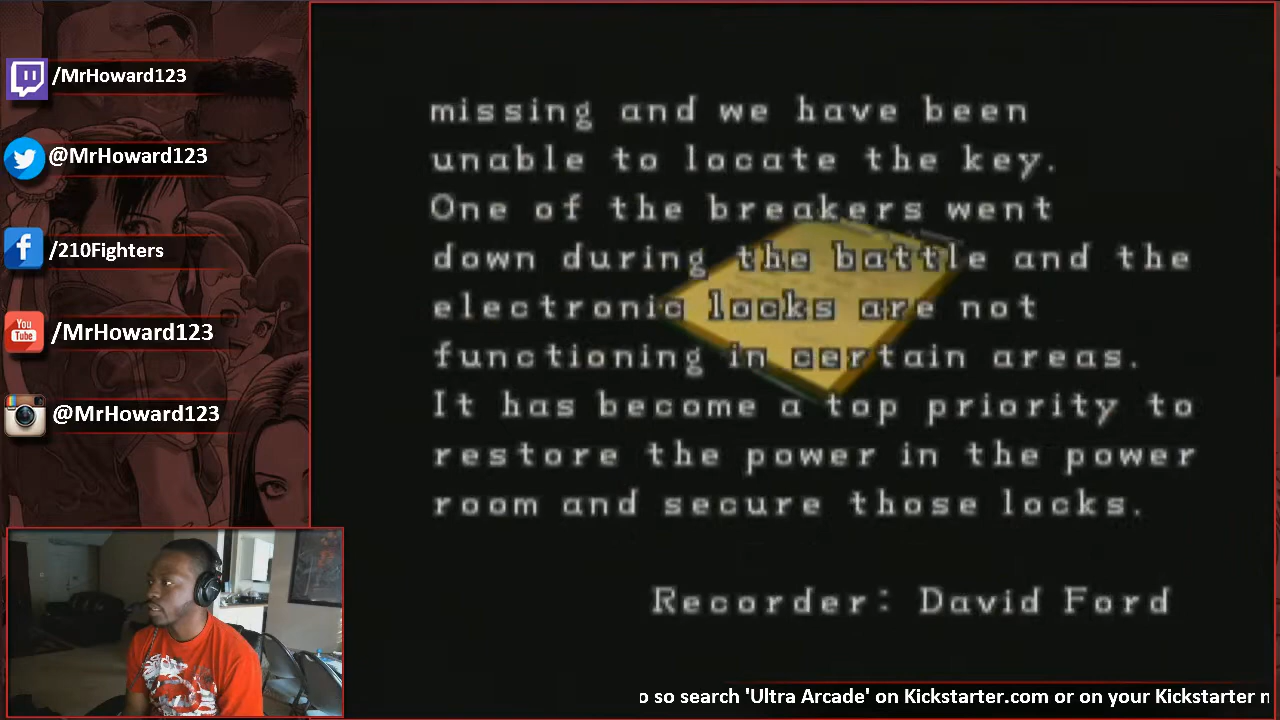 /MrHoward123
@MrHoward123
/210Fighters
You
Tube
/MrHoward123
@MrHoward123
missing and we have been
unable to locate the key.
One of the breakers went
down during the battle and the
electronic locks are not
functioning in certain areas.
It has become a top priority to
restore the power in the power
room and secure those locks.
Recorder: David Ford
o so search 'Ultra Arcade' on Kickstarter.com or on your Kickstarter